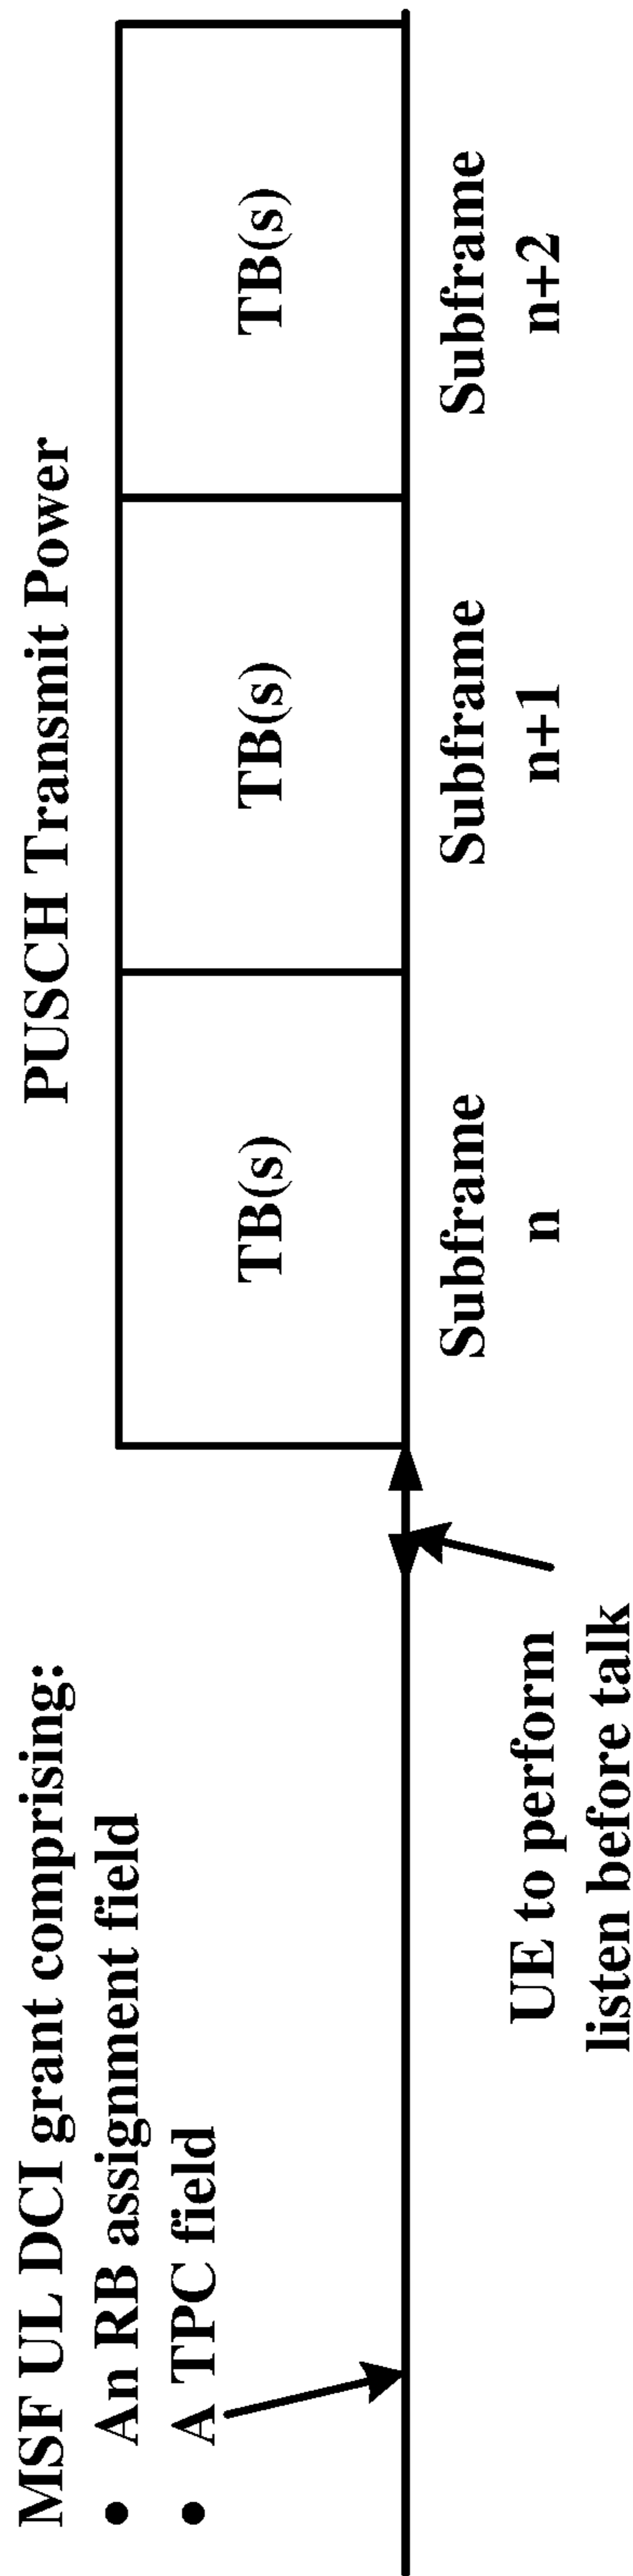 MSF UL DCI grant comprising:
• An RB assignment field
• A TPC field
PUSCH Transmit Power
TB(s)
TB(s)
TB(s)
UE to perform
listen before talk
Subframe
n
Subframe
n+1
Subframe
n+2